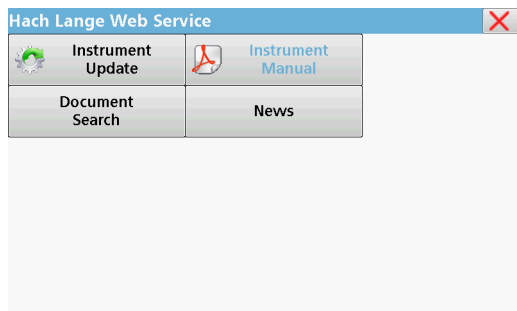 Hach Lange Web Service
Instrument
Update
Instrument
Manual
Document
Search
News